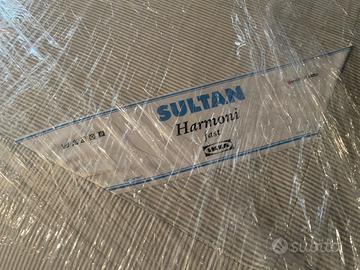 SULTAN
Harmoni
fast
IKEA
subito